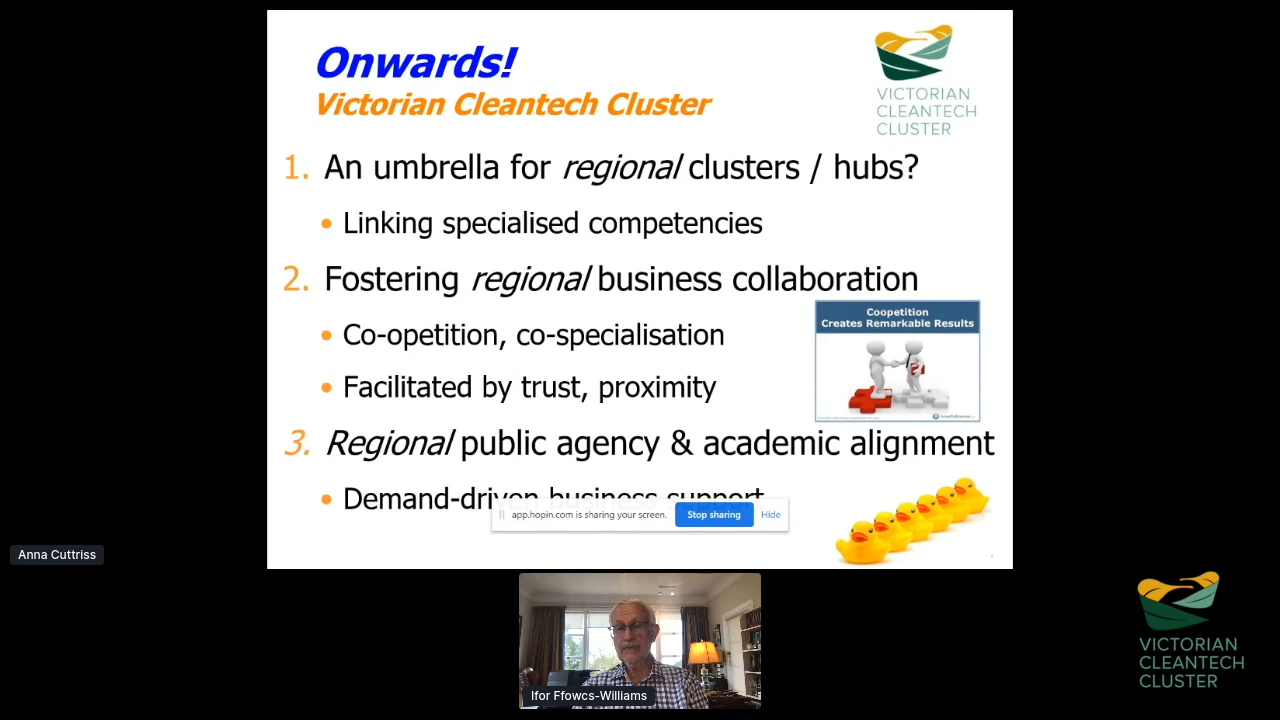 Onwards!
Victorian Cleantech Cluster
VICTORIAN
CLEANTECH
CLUSTER
1. An umbrella for regional clusters / hubs?
• Linking specialised competencies
2. Fostering regional business collaboration
• Co-opetition, co-specialisation
Coopetition
Creates Remarkable Results
• Facilitated by trust, proximity
3. Regional public agency & academic alignment
• Demand-driven business support
app.hopin.com is sharing your screen. Stop sharing Hide
Anna Cuttriss
Ifor Ffowcs-Williams
VICTORIAN
CLEANTECH
CLUSTER